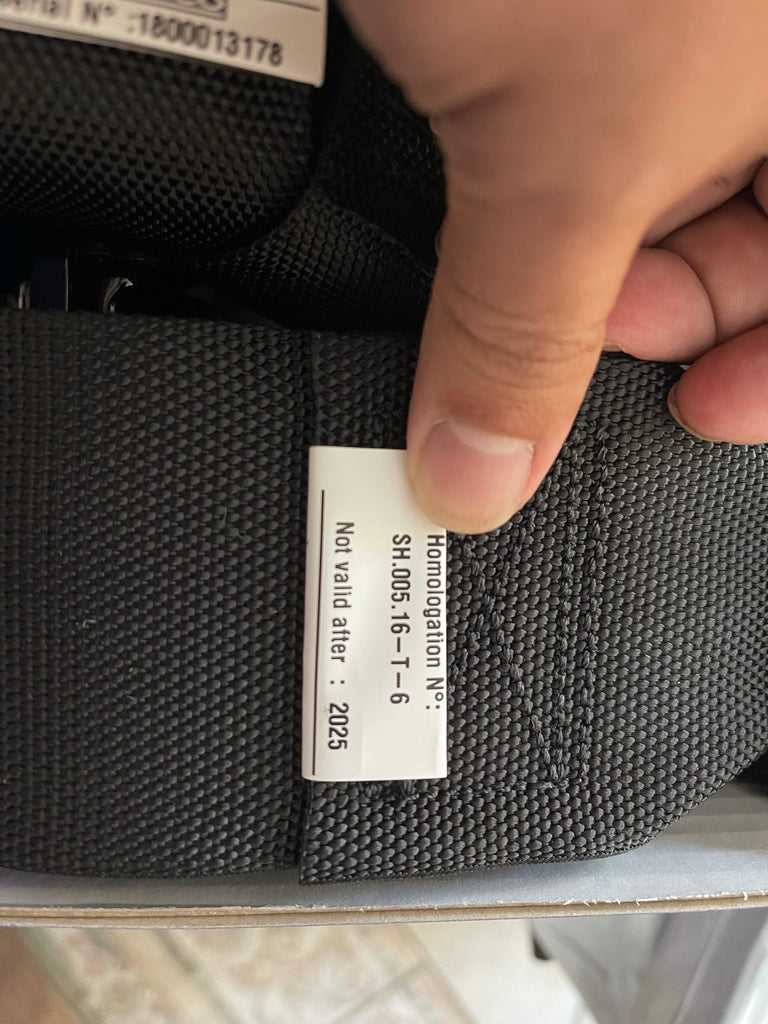 Serial N° :1800013178
Homologation N°:
SH.005.16-T-6
Not valid after : 2025